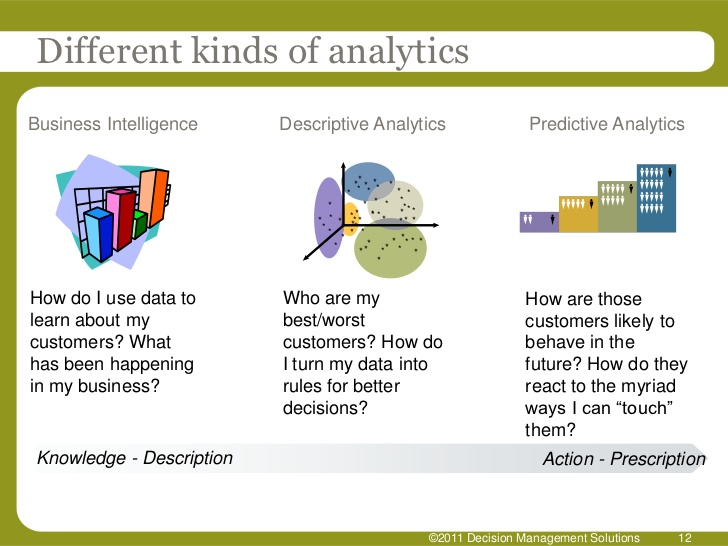 Different kinds of analytics
Business Intelligence
Descriptive Analytics
Predictive Analytics
How do I use data to
learn about my
customers? What
has been happening
in my business?
Who are my
best/worst
customers? How do
I turn my data into
rules for better
decisions?
How are those
customers likely to
behave in the
future? How do they
react to the myriad
ways I can “touch”
them?
Knowledge - Description
Action - Prescription
©2011 Decision Management Solutions
12